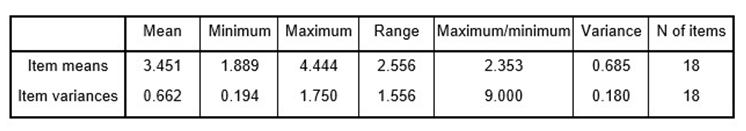 Mean Minimum Maximum Range Maximum/minimum Variance N of items
Item means 3.451 1.889 4.444 2.556 2.353 0.685 18
Item variances 0.662 0.194 1.750 1.556 9.000 0.180 18